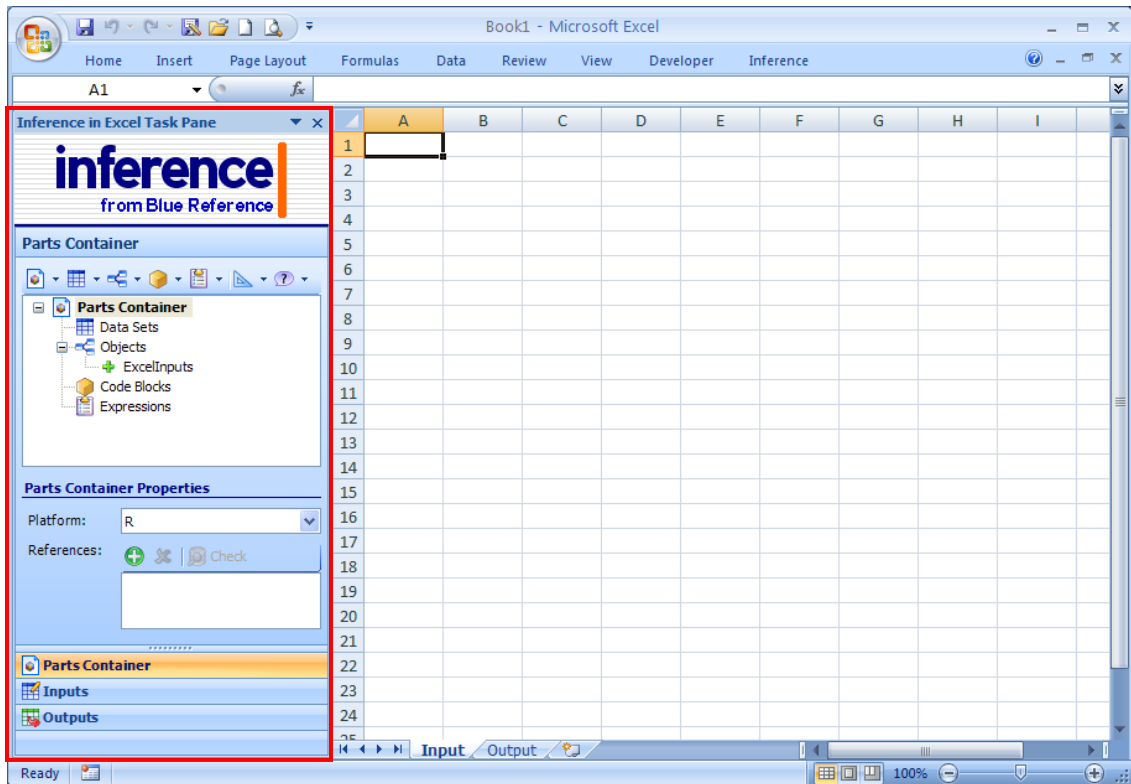 Book1 - Microsoft Excel
Home Insert Page Layout Formulas Data Review View Developer Inference
A1 fx
Inference in Excel Task Pane
inference
from Blue Reference
Parts Container
Parts Container
Data Sets
Objects
ExcelInputs
Code Blocks
Expressions
Parts Container Properties
Platform: R
References: Check
Parts Container
Inputs
Outputs
A B C D E F G H I
1
2
3
4
5
6
7
8
9
10
11
12
13
14
15
16
17
18
19
20
21
22
23
24
25
Input Output
Ready 100%